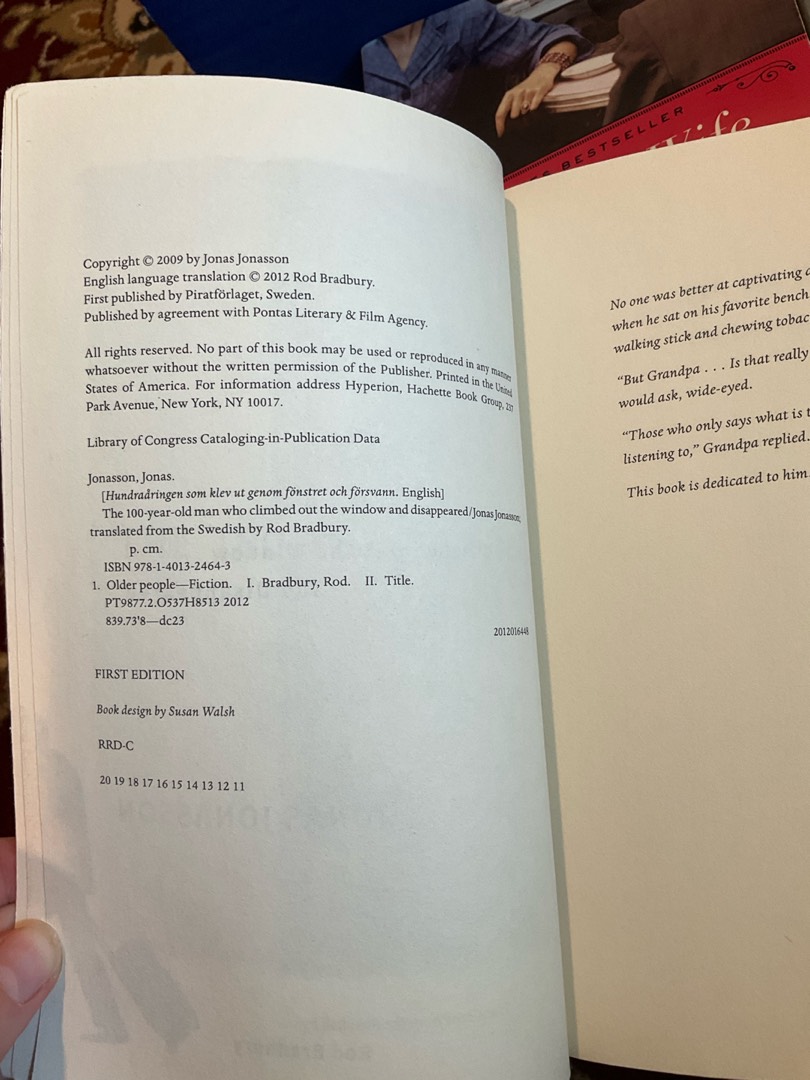 BESTSELLER
Wife
Copyright © 2009 by Jonas Jonasson
English language translation © 2012 Rod Bradbury.
First published by Piratförlaget, Sweden.
Published by agreement with Pontas Literary & Film Agency.
All rights reserved. No part of this book may be used or reproduced in any manner
whatsoever without the written permission of the Publisher. Printed in the United
States of America. For information address Hyperion, Hachette Book Group, 237
Park Avenue, New York, NY 10017.
Library of Congress Cataloging-in-Publication Data
Jonasson, Jonas.
[Hundraåringen som klev ut genom fönstret och försvann. English]
The 100-year-old man who climbed out the window and disappeared/Jonas Jonasson;
translated from the Swedish by Rod Bradbury.
p. cm.
ISBN 978-1-4013-2464-3
1. Older people—Fiction. I. Bradbury, Rod. II. Title.
PT9877.2.O537H8513 2012
839.73'8—dc23
2012016448
FIRST EDITION
Book design by Susan Walsh
RRD-C
20 19 18 17 16 15 14 13 12 11
No one was better at captivating
when he sat on his favorite bench
walking stick and chewing tobac
“But Grandpa . . . Is that really
would ask, wide-eyed.
“Those who only says what is t
listening to,” Grandpa replied.
This book is dedicated to him